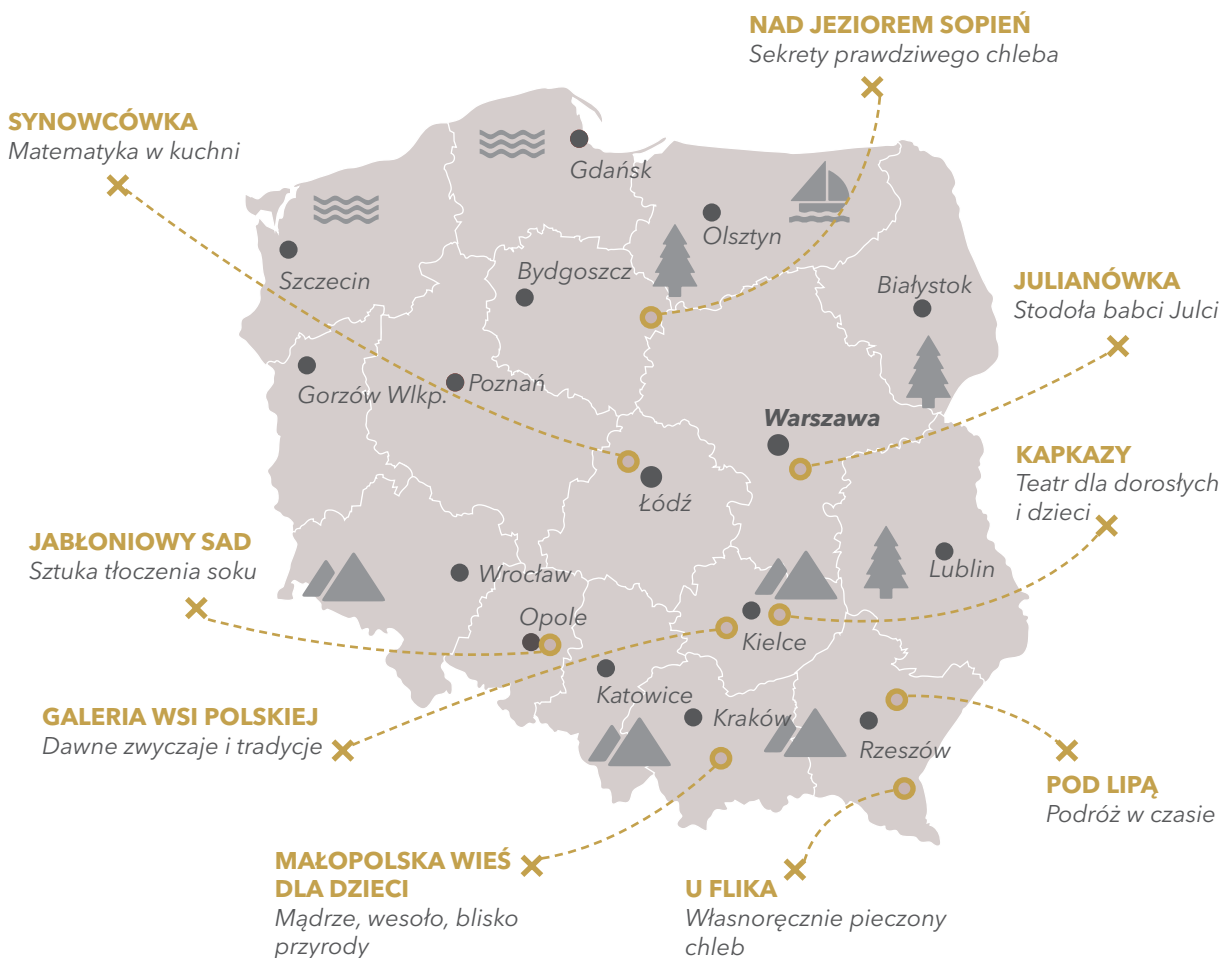 NAD JEZIOREM SOPIEŃ
Sekrety prawdziwego chleba
SYNOWCÓWKA
Matematyka w kuchni
Gdańsk
Olsztyn
Szczecin
Bydgoszcz
Białystok
JULIANÓWKA
Stodoła babci Julci
Gorzów Wlkp.
Poznań
Warszawa
KAPKAZY
Teatr dla dorosłych
i dzieci
Łódź
JABŁONIOWY SAD
Sztuka tłoczenia soku
Wrocław
Lublin
Opole
Kielce
Katowice
GALERIA WSI POLSKIEJ
Dawne zwyczaje i tradycje
Kraków
Rzeszów
POD LIPĄ
Podróż w czasie
MAŁOPOLSKA WIEŚ
DLA DZIECI
Mądrze, wesoło, blisko
przyrody
U FLIKA
Własnoręcznie pieczony
chleb